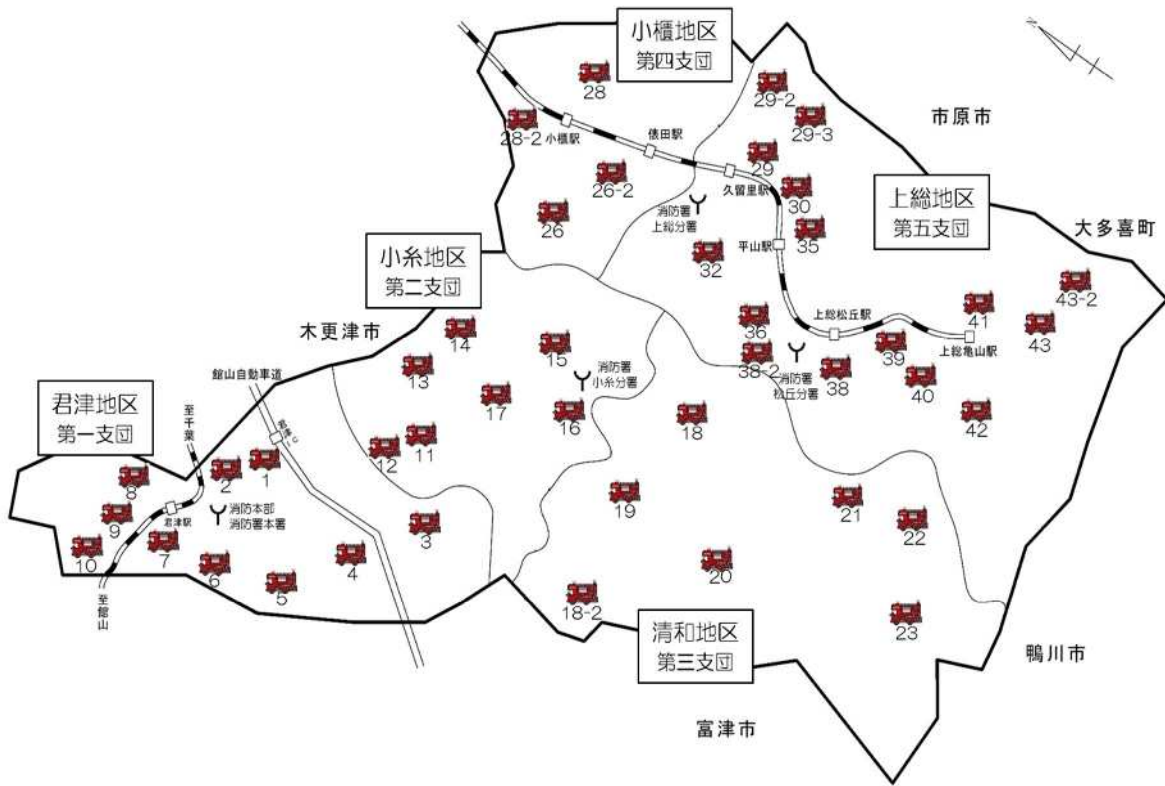 小櫃地区
第四支団
N
28
29-2
市原市
28-2
小櫃駅
29-3
俵田駅
29
26-2
久留里駅
30
上総地区
第五支団
26
消防署
上総分署
35
大多喜町
小糸地区
第二支団
平山駅
32
43-2
木更津市
14
36
上総松丘駅
41
43
15
39
上総亀山駅
館山自動車道
13
消防署
小糸分署
38-2
消防署
松丘分署
38
40
君津地区
第一支団
至千葉
17
16
18
42
君津IC
12
11
8
2
1
9
君津駅
消防本部
消防署本署
19
21
3
22
10
7
6
5
4
20
至館山
18-2
23
清和地区
第三支団
鴨川市
富津市